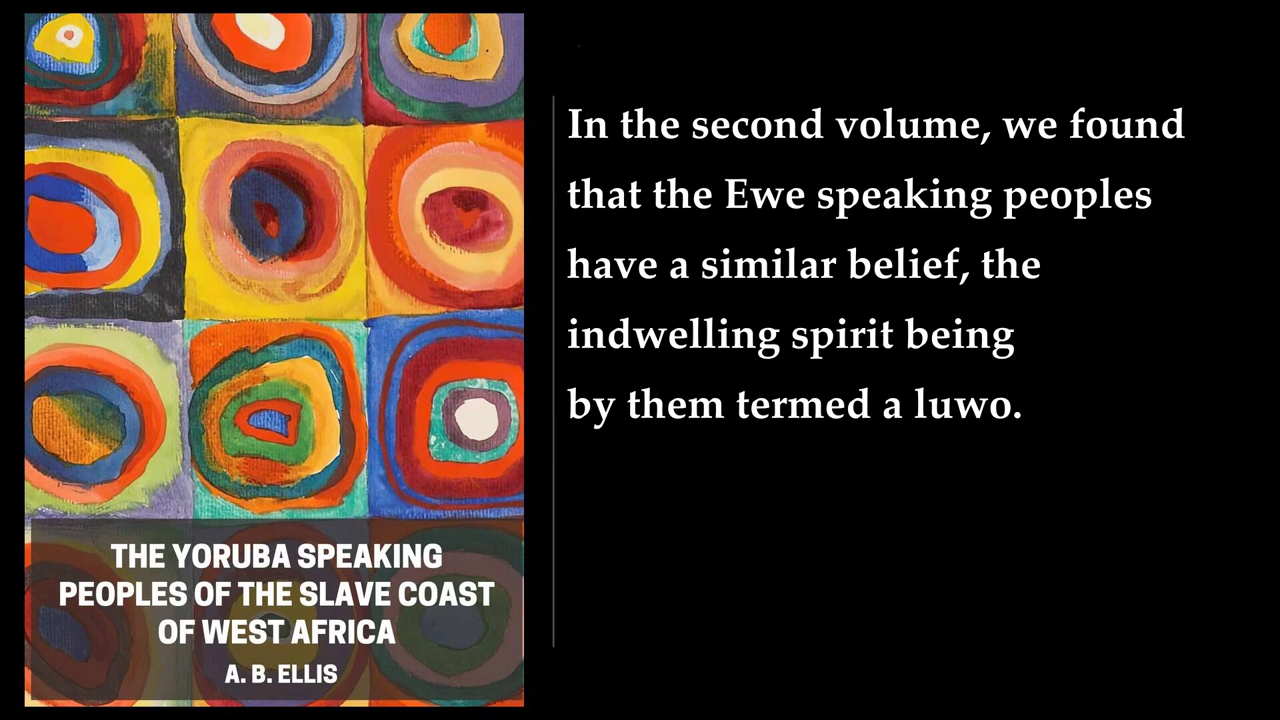 In the second volume, we found
that the Ewe speaking peoples
have a similar belief, the
indwelling spirit being
by them termed a luwo.
THE YORUBA SPEAKING
PEOPLES OF THE SLAVE COAST
OF WEST AFRICA
A. B. ELLIS